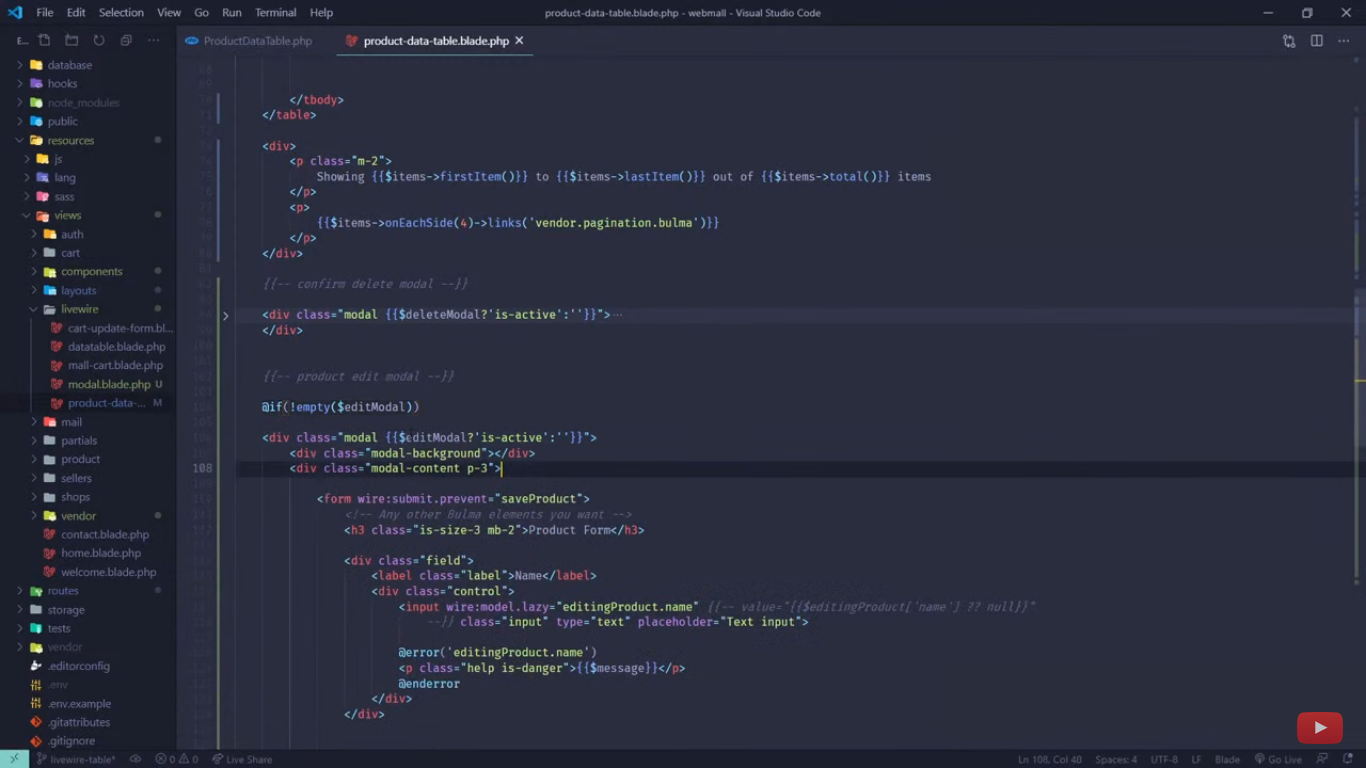 File Edit Selection View Go Run Terminal Help
product-data-table.blade.php - webmall - Visual Studio Code
E... ···
ProductDataTable.php
product-data-table.blade.php
database
hooks
node_modules
public
resources
js
lang
sass
views
auth
cart
components
layouts
livewire
cart-update-form.bl...
datatable.blade.php
mall-cart.blade.php
modal.blade.php U
product-data-... M
mail
partials
product
sellers
shops
vendor
contact.blade.php
home.blade.php
welcome.blade.php
routes
storage
tests
vendor
.editorconfig
.env
.env.example
.gitattributes
.gitignore
</tbody>
</table>
<div>
<p class="m-2">
Showing {{$items->firstItem()}} to {{$items->lastItem()}} out of {{$items->total()}} items
</p>
<p>
{{$items->onEachSide(4)->links('vendor.pagination.bulma')}}
</p>
</div>
{{-- confirm delete modal --}}
<div class="modal {{$deleteModal?'is-active':''}}">···
</div>
{{-- product edit modal --}}
@if(!empty($editModal))
<div class="modal {{$editModal?'is-active':''}}">
<div class="modal-background"></div>
108 <div class="modal-content p-3">
<form wire:submit.prevent="saveProduct">
<!-- Any other Bulma elements you want -->
<h3 class="is-size-3 mb-2">Product Form</h3>
<div class="field">
<label class="label">Name</label>
<div class="control">
<input wire:model.lazy="editingProduct.name" {{-- value="{{$editingProduct['name'] ?? null}}"
--}} class="input" type="text" placeholder="Text input">
@error('editingProduct.name')
<p class="help is-danger">{{$message}}</p>
@enderror
</div>
</div>
livewire-table* 0 0 Live Share
Ln 108, Col 40 Spaces: 4 UTF-8 LF Blade Go Live